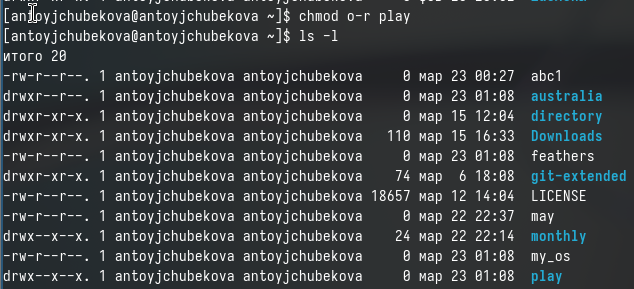 [antoyjchubekova@antoyjchubekova ~]$ chmod o-r play
[antoyjchubekova@antoyjchubekova ~]$ ls -l
итого 20
-rw-r--r--. 1 antoyjchubekova antoyjchubekova 0 мар 23 00:27 abc1
drwxr--r--. 1 antoyjchubekova antoyjchubekova 0 мар 23 01:08 australia
drwxr-xr-x. 1 antoyjchubekova antoyjchubekova 0 мар 15 12:04 directory
drwxr-xr-x. 1 antoyjchubekova antoyjchubekova 110 мар 15 16:33 Downloads
-rw-r--r--. 1 antoyjchubekova antoyjchubekova 0 мар 23 01:08 feathers
drwxr-xr-x. 1 antoyjchubekova antoyjchubekova 74 мар 6 18:08 git-extended
-rw-r--r--. 1 antoyjchubekova antoyjchubekova 18657 мар 12 14:04 LICENSE
-rw-r--r--. 1 antoyjchubekova antoyjchubekova 0 мар 22 22:37 may
drwx--x--x. 1 antoyjchubekova antoyjchubekova 24 мар 22 22:14 monthly
-rw-r--r--. 1 antoyjchubekova antoyjchubekova 0 мар 23 01:08 my_os
drwx--x--x. 1 antoyjchubekova antoyjchubekova 0 мар 23 01:08 play